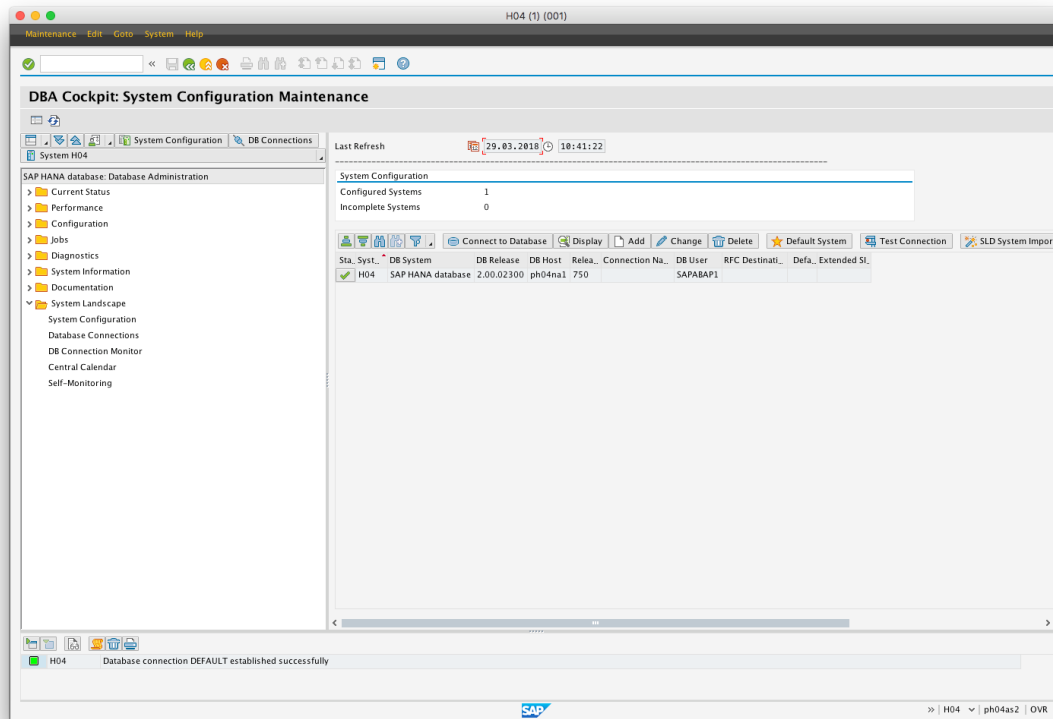 H04 (1) (001)
Maintenance Edit Goto System Help
«
DBA Cockpit: System Configuration Maintenance
System Configuration DB Connections
System H04
SAP HANA database: Database Administration
Current Status
Performance
Configuration
Jobs
Diagnostics
System Information
Documentation
System Landscape
System Configuration
Database Connections
DB Connection Monitor
Central Calendar
Self-Monitoring
Last Refresh 29.03.2018 10:41:22
System Configuration
Configured Systems 1
Incomplete Systems 0
Connect to Database Display Add Change Delete Default System Test Connection SLD System Impor
Sta.. Syst.. DB System DB Release DB Host Relea.. Connection Na.. DB User RFC Destinati.. Defa.. Extended SI..
H04 SAP HANA database 2.00.02300 ph04na1 750 SAPABAP1
H04 Database connection DEFAULT established successfully
SAP
» H04 ph04as2 OVR